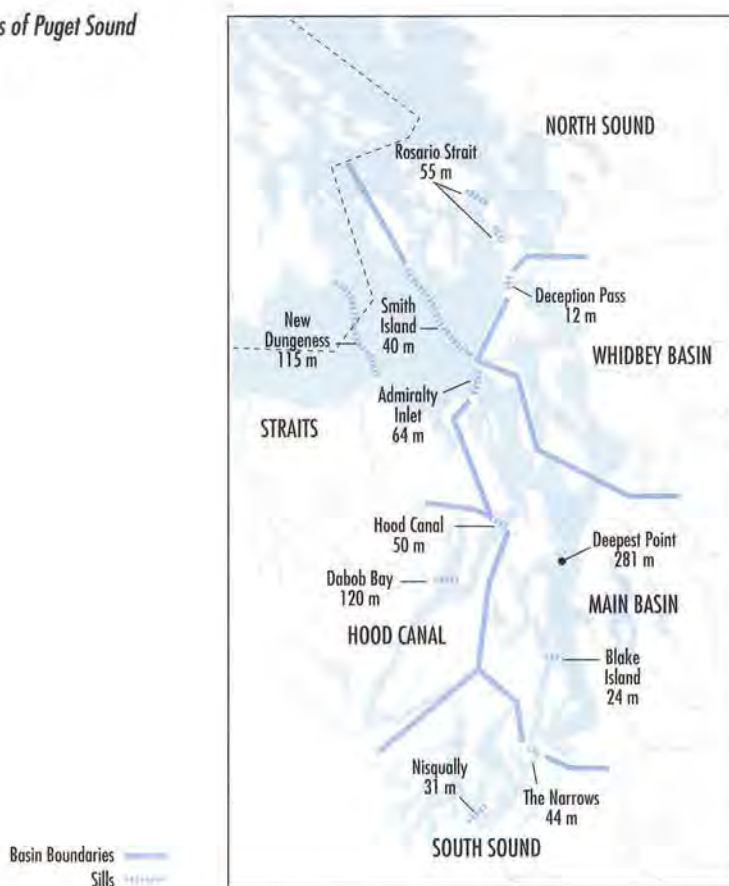 s of Puget Sound
NORTH SOUND
Rosario Strait
55 m
Deception Pass
12 m
New
Dungeness
115 m
Smith
Island
40 m
WHIDBEY BASIN
Admiralty
Inlet
64 m
STRAITS
Hood Canal
50 m
Deepest Point
281 m
Dabob Bay
120 m
MAIN BASIN
HOOD CANAL
Blake
Island
24 m
Nisqually
31 m
The Narrows
44 m
SOUTH SOUND
Basin Boundaries
Sills